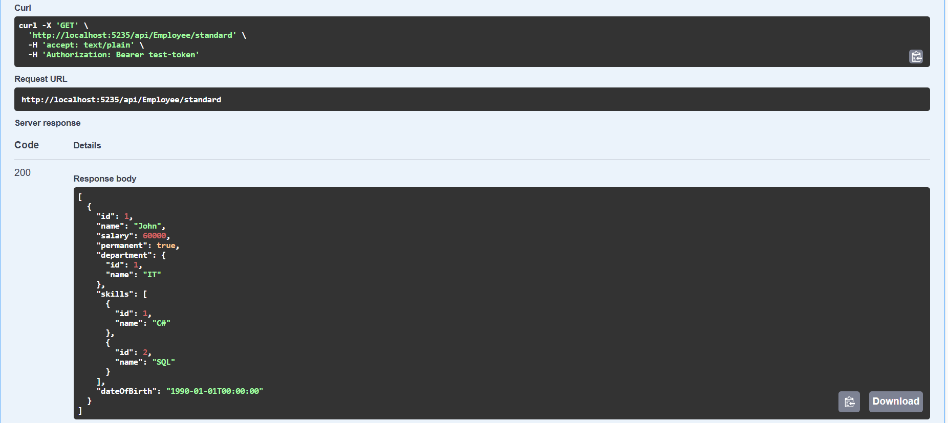 Curl
curl -X 'GET' \
  'http://localhost:5235/api/Employee/standard' \
  -H 'accept: text/plain' \
  -H 'Authorization: Bearer test-token'
Request URL
http://localhost:5235/api/Employee/standard
Server response
Code Details
200
Response body
[
  {
    "id": 1,
    "name": "John",
    "salary": 60000,
    "permanent": true,
    "department": {
      "id": 1,
      "name": "IT"
    },
    "skills": [
      {
        "id": 1,
        "name": "C#"
      },
      {
        "id": 2,
        "name": "SQL"
      }
    ],
    "dateOfBirth": "1990-01-01T00:00:00"
  }
]
Download